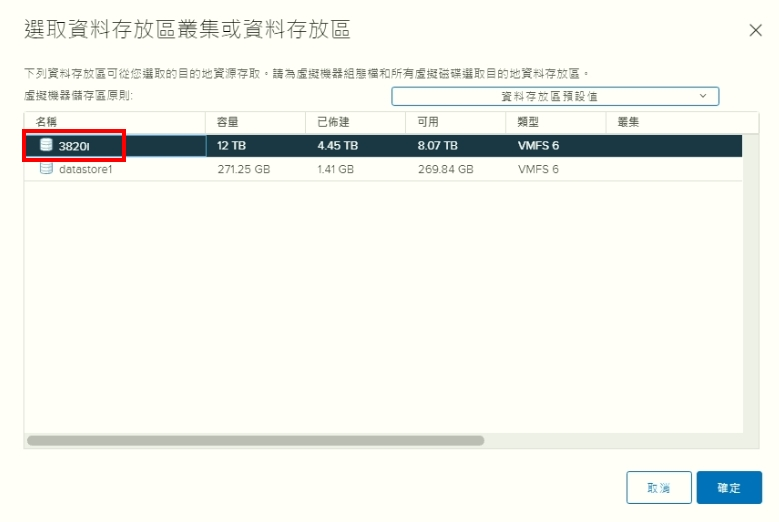 選取資料存放區叢集或資料存放區
下列資料存放區可從您選取的目的地資源存取。請為虛擬機器組態檔和所有虛擬磁碟選取目的地資料存放區。
虛擬機器儲存區原則: 資料存放區預設值
名稱 容量 已佈建 可用 類型 叢集
3820i 12 TB 4.45 TB 8.07 TB VMFS 6
datastore1 271.25 GB 1.41 GB 269.84 GB VMFS 6
取消 確定